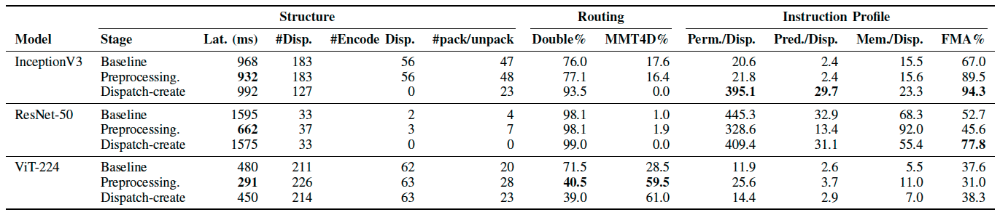 Structure Routing Instruction Profile
Model Stage Lat. (ms) #Disp. #Encode Disp. #pack/unpack Double% MMT4D% Perm./Disp. Pred./Disp. Mem./Disp. FMA%
InceptionV3 Baseline 968 183 56 47 76.0 17.6 20.6 2.4 15.5 67.0
Preprocessing. 932 183 56 48 77.1 16.4 21.8 2.4 15.6 89.5
Dispatch-create 992 127 0 23 93.5 0.0 395.1 29.7 23.3 94.3
ResNet-50 Baseline 1595 33 2 4 98.1 1.0 445.3 32.9 68.3 52.7
Preprocessing. 662 37 3 7 98.1 1.9 328.6 13.4 92.0 45.6
Dispatch-create 1575 33 0 0 99.0 0.0 409.4 31.1 55.4 77.8
ViT-224 Baseline 480 211 62 20 71.5 28.5 11.9 2.6 5.5 37.6
Preprocessing. 291 226 63 28 40.5 59.5 25.6 3.7 11.0 31.0
Dispatch-create 450 214 63 23 39.0 61.0 14.4 2.9 7.0 38.3